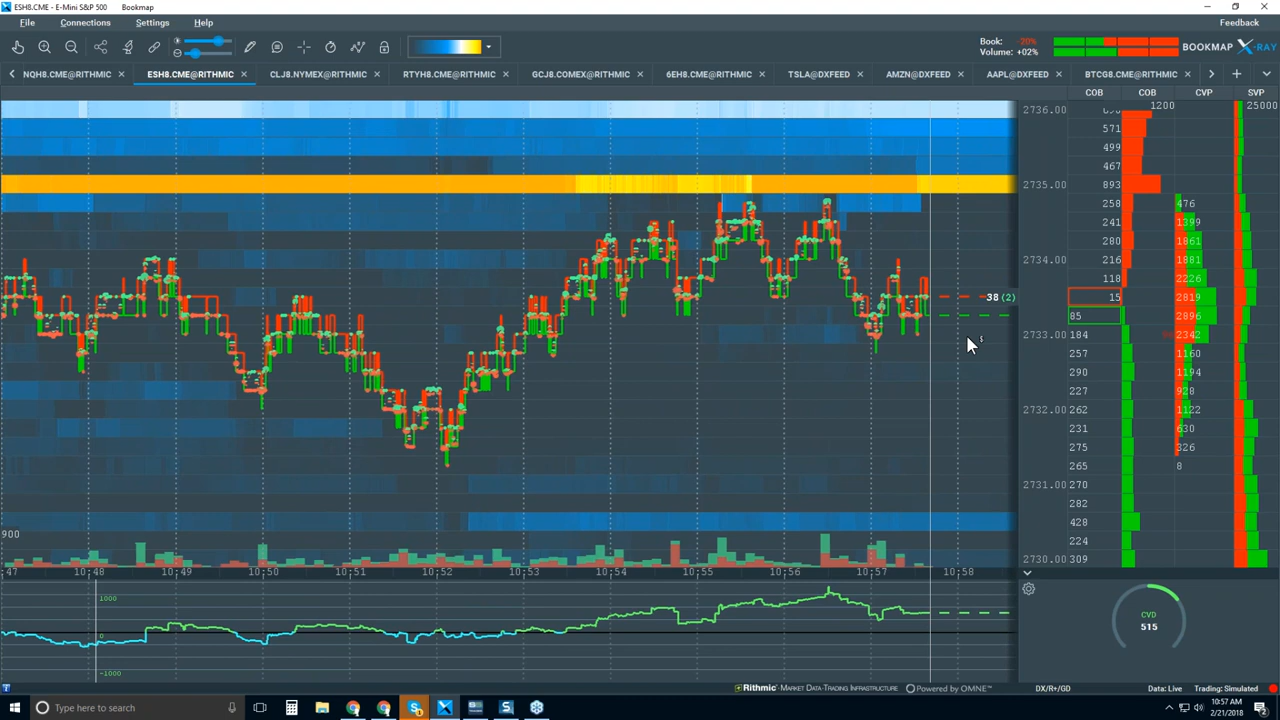 ESH8.CME - E-Mini S&P 500 Bookmap
File Connections Settings Help Feedback
Book: -20%
Volume: +02%
BOOKMAP X-RAY
NQH8.CME@RITHMIC ESH8.CME@RITHMIC CLJ8.NYMEX@RITHMIC RTYH8.CME@RITHMIC GCJ8.COMEX@RITHMIC 6EH8.CME@RITHMIC TSLA@DXFEED AMZN@DXFEED AAPL@DXFEED BTCG8.CME@RITHMIC
COB COB CVP SVP
1200 25000
2736.00
571
499
467
2735.00 893
258 476
241 1399
280 1861
2734.00 216 1881
118 2226
38 (2) 15 2819
85 2896
2733.00 184 2342
257 1160
290 1194
227 928
2732.00 262 1122
231 630
275 326
265 8
2731.00 270
282
428
900 224
2730.00 309
:47 10:48 10:49 10:50 10:51 10:52 10:53 10:54 10:55 10:56 10:57 10:58
1000
0
-1000
CVD
515
Rithmic™-Market Data-Trading Infrastructure Powered by OMNE™ DX/R+/GD Data: Live Trading: Simulated
Type here to search
10:57 AM
2/21/2018
2